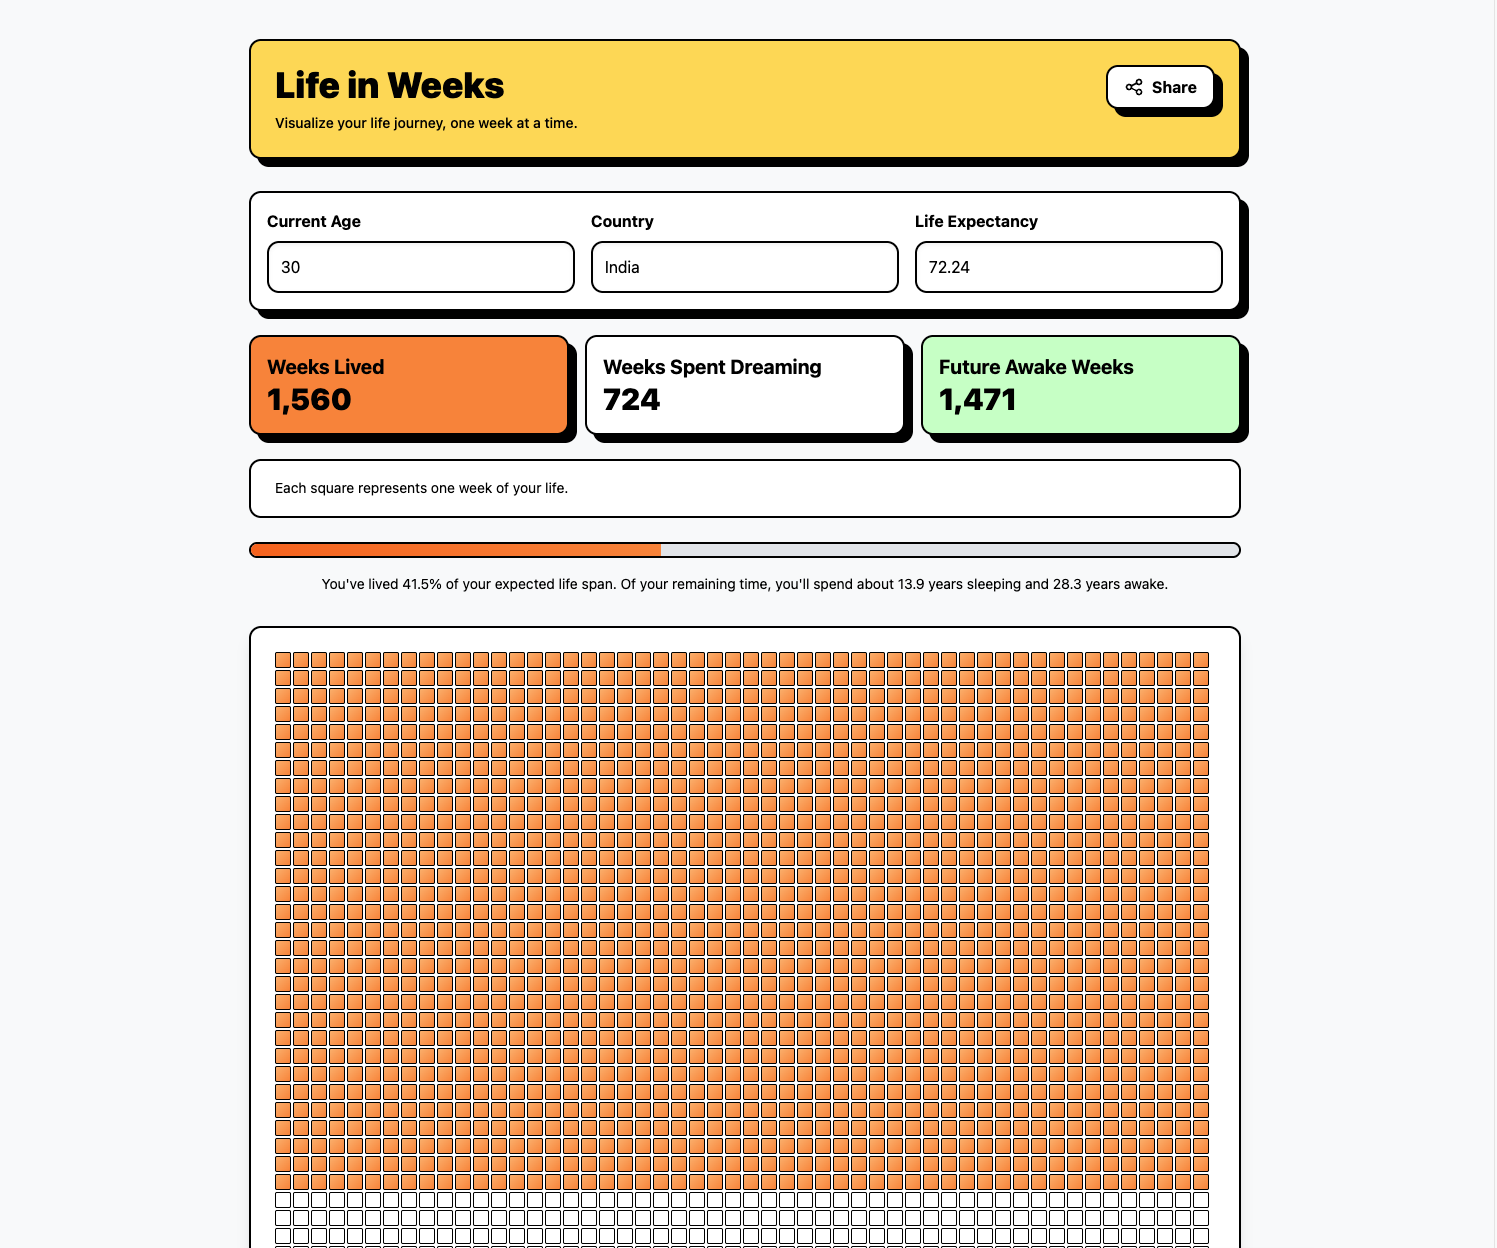 Life in Weeks
Share
Visualize your life journey, one week at a time.
Current Age
Country
Life Expectancy
30
India
72.24
Weeks Lived
Weeks Spent Dreaming
Future Awake Weeks
1,560
724
1,471
Each square represents one week of your life.
You've lived 41.5% of your expected life span. Of your remaining time, you'll spend about 13.9 years sleeping and 28.3 years awake.